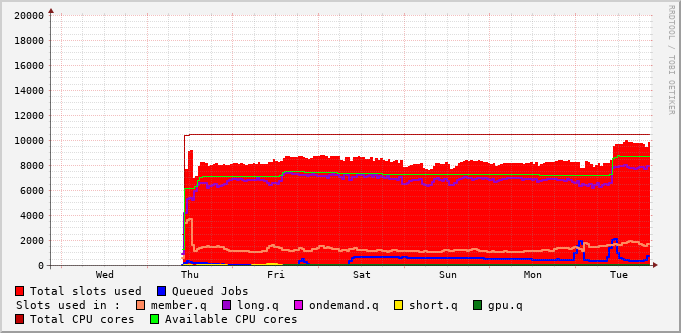 RRDTOOL / TOBI OETIKER
20000
18000
16000
14000
12000
10000
8000
6000
4000
2000
0
Wed Thu Fri Sat Sun Mon Tue
Total slots used Queued Jobs
Slots used in : member.q long.q ondemand.q short.q gpu.q
Total CPU cores Available CPU cores